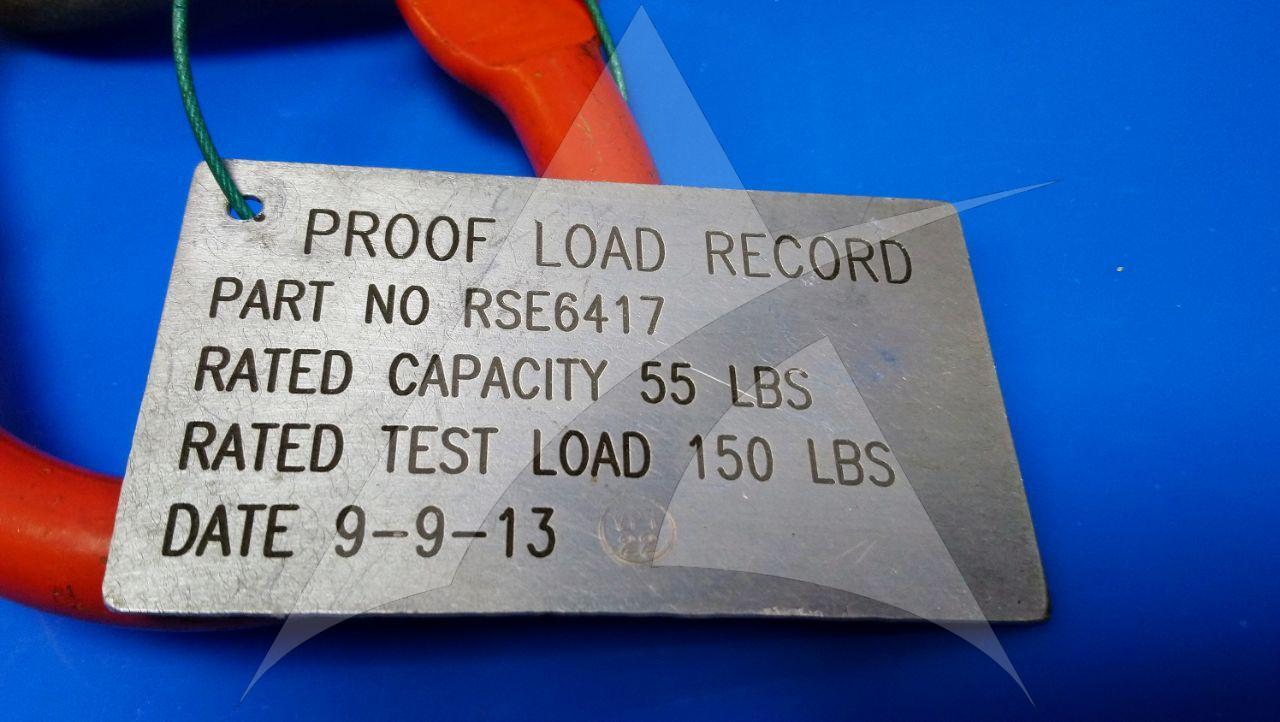 PROOF LOAD RECORD
PART NO RSE6417
RATED CAPACITY 55 LBS
RATED TEST LOAD 150 LBS
DATE 9-9-13